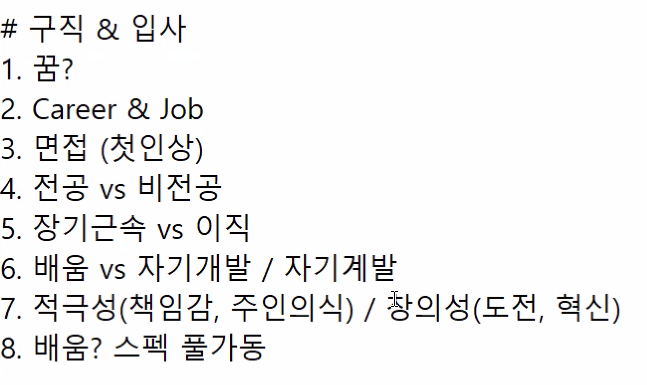 # 구직 & 입사
1. 꿈?
2. Career & Job
3. 면접 (첫인상)
4. 전공 vs 비전공
5. 장기근속 vs 이직
6. 배움 vs 자기개발 / 자기계발
7. 적극성(책임감, 주인의식) / 창의성(도전, 혁신)
8. 배움? 스펙 풀가동